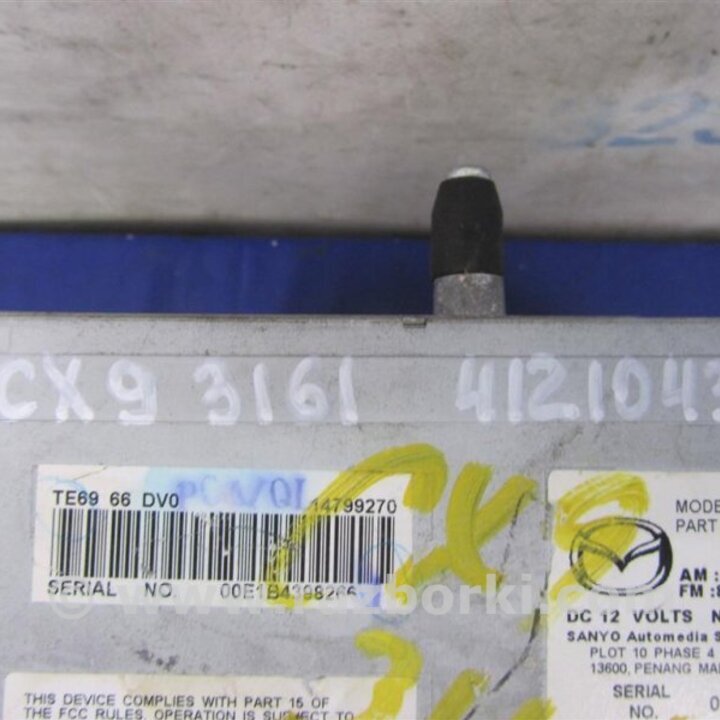 CX9 3161 412104
TE69 66 DV0 14799270
SERIAL NO. 00E1B4398266
CX9
THIS DEVICE COMPLIES WITH PART 15 OF
THE FCC RULES. OPERATION IS SUBJECT TO
PART
AM :
FM :
DC 12 VOLTS
SANYO Automedia
PLOT 10 PHASE 4
13600, PENANG
SERIAL
NO.